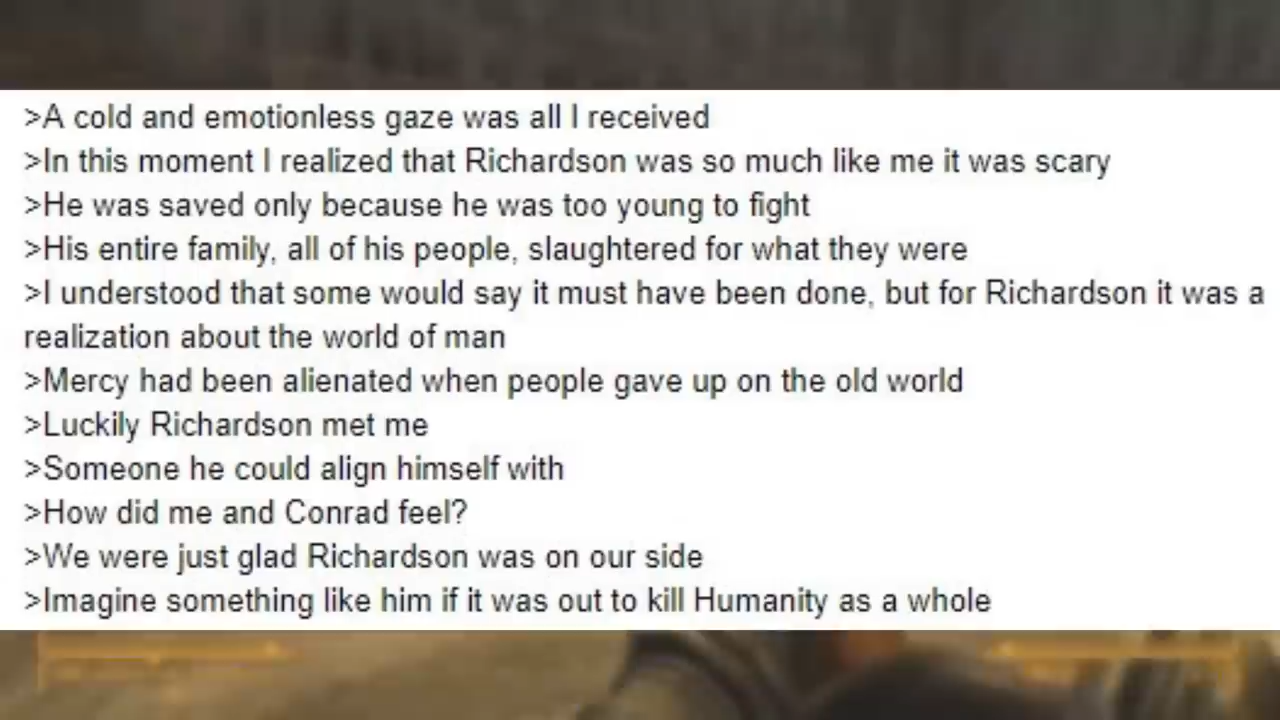 >A cold and emotionless gaze was all I received
>In this moment I realized that Richardson was so much like me it was scary
>He was saved only because he was too young to fight
>His entire family, all of his people, slaughtered for what they were
>I understood that some would say it must have been done, but for Richardson it was a
realization about the world of man
>Mercy had been alienated when people gave up on the old world
>Luckily Richardson met me
>Someone he could align himself with
>How did me and Conrad feel?
>We were just glad Richardson was on our side
>Imagine something like him if it was out to kill Humanity as a whole